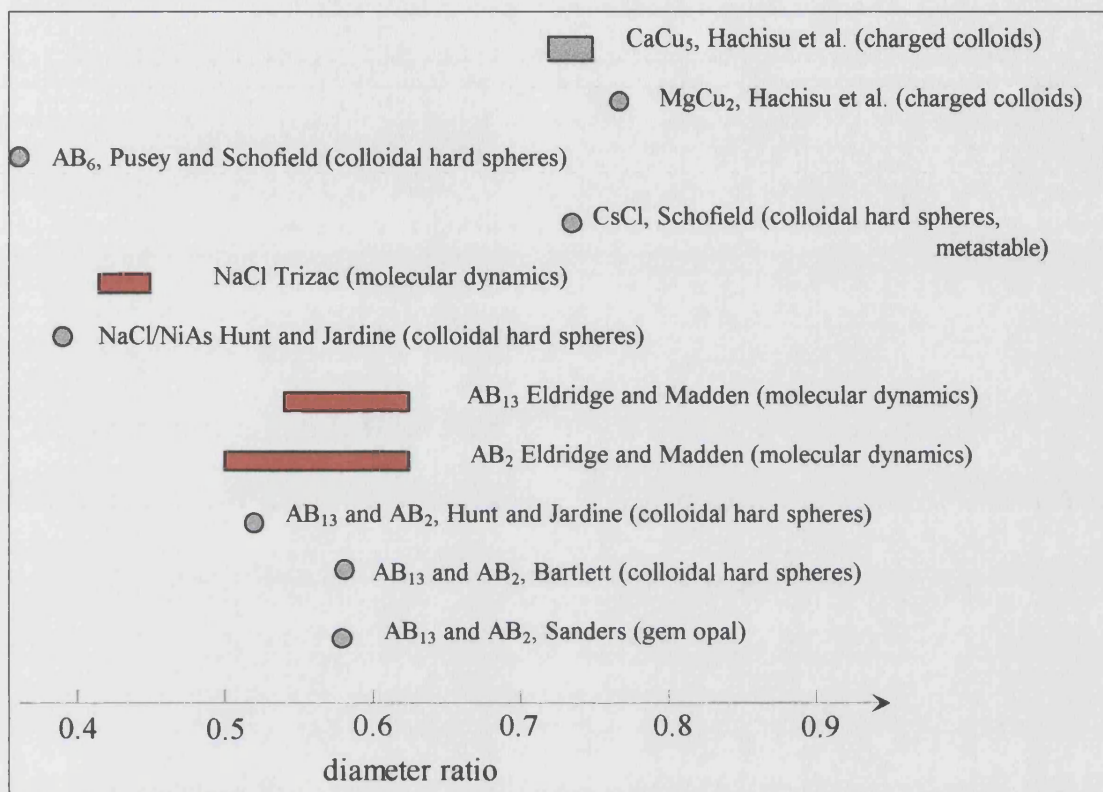 CaCu₅, Hachisu et al. (charged colloids)
MgCu₂, Hachisu et al. (charged colloids)
AB₆, Pusey and Schofield (colloidal hard spheres)
CsCl, Schofield (colloidal hard spheres,
metastable)
NaCl Trizac (molecular dynamics)
NaCl/NiAs Hunt and Jardine (colloidal hard spheres)
AB₁₃ Eldridge and Madden (molecular dynamics)
AB₂ Eldridge and Madden (molecular dynamics)
AB₁₃ and AB₂, Hunt and Jardine (colloidal hard spheres)
AB₁₃ and AB₂, Bartlett (colloidal hard spheres)
AB₁₃ and AB₂, Sanders (gem opal)
0.4 0.5 0.6 0.7 0.8 0.9
diameter ratio